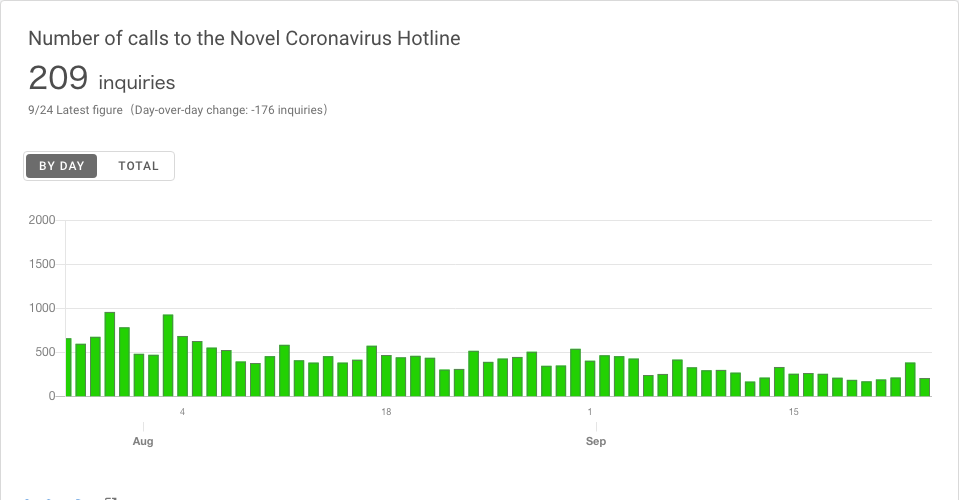 Number of calls to the Novel Coronavirus Hotline
209 inquiries
9/24 Latest figure（Day-over-day change: -176 inquiries）
BY DAY TOTAL
2000
1500
1000
500
0
4 18 1 15
Aug Sep